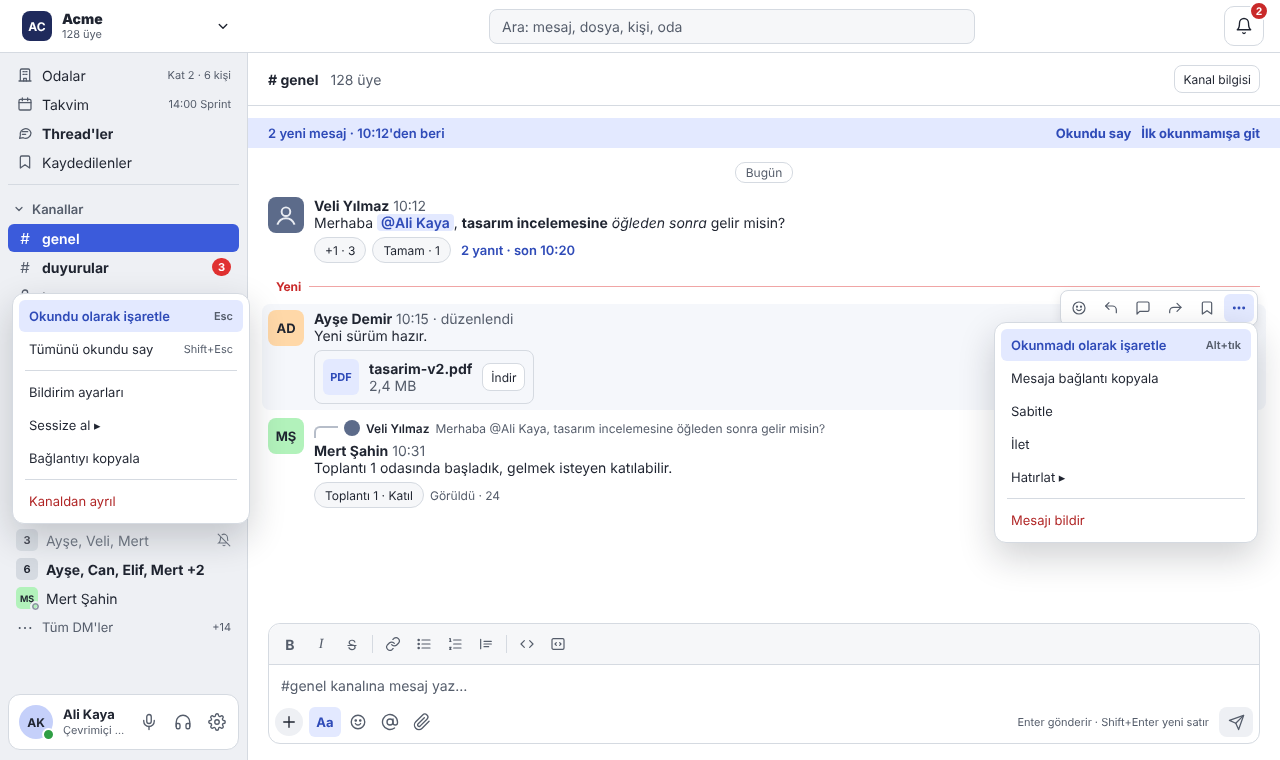 AC
Acme
128 üye
Ara: mesaj, dosya, kişi, oda
2
Odalar
Kat 2 · 6 kişi
Takvim
14:00 Sprint
Thread'ler
Kaydedilenler
Kanallar
# genel
# duyurular
3
Okundu olarak işaretle Esc
Tümünü okundu say Shift+Esc
Bildirim ayarları
Sessize al ▸
Bağlantıyı kopyala
Kanaldan ayrıl
3 Ayşe, Veli, Mert
6 Ayşe, Can, Elif, Mert +2
MŞ Mert Şahin
··· Tüm DM'ler +14
AK
Ali Kaya
Çevrimiçi ...
# genel 128 üye
Kanal bilgisi
2 yeni mesaj · 10:12'den beri
Okundu say İlk okunmamışa git
Bugün
Veli Yılmaz 10:12
Merhaba @Ali Kaya, tasarım incelemesine öğleden sonra gelir misin?
+1 · 3 Tamam · 1 2 yanıt · son 10:20
Yeni
AD
Ayşe Demir 10:15 · düzenlendi
Yeni sürüm hazır.
PDF
tasarim-v2.pdf
2,4 MB
İndir
MŞ
Veli Yılmaz Merhaba @Ali Kaya, tasarım incelemesine öğleden sonra gelir misin?
Mert Şahin 10:31
Toplantı 1 odasında başladık, gelmek isteyen katılabilir.
Toplantı 1 · Katıl Görüldü · 24
Okunmadı olarak işaretle Alt+tık
Mesaja bağlantı kopyala
Sabitle
İlet
Hatırlat ▸
Mesajı bildir
B I S
#genel kanalına mesaj yaz...
Aa
Enter gönderir · Shift+Enter yeni satır